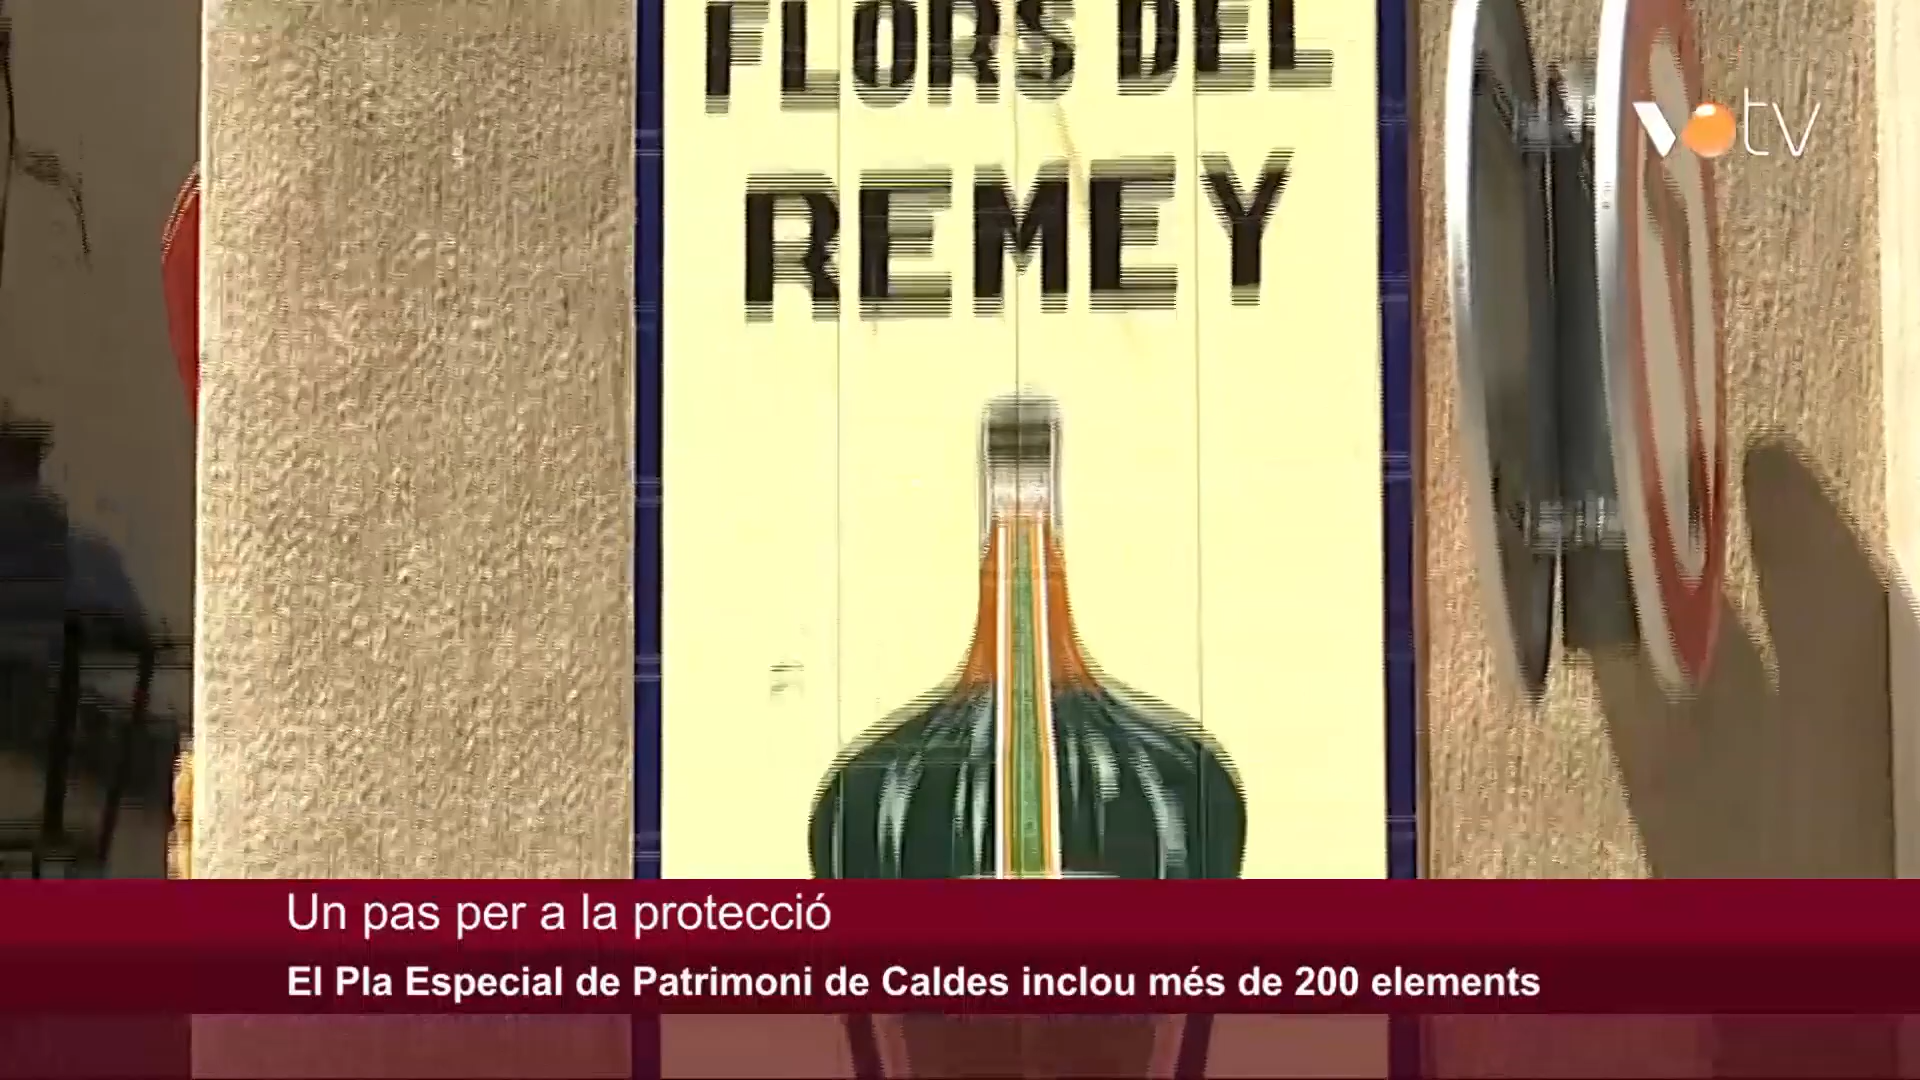 FLORS DEL
REMEY
votv
Un pas per a la protecció
El Pla Especial de Patrimoni de Caldes inclou més de 200 elements